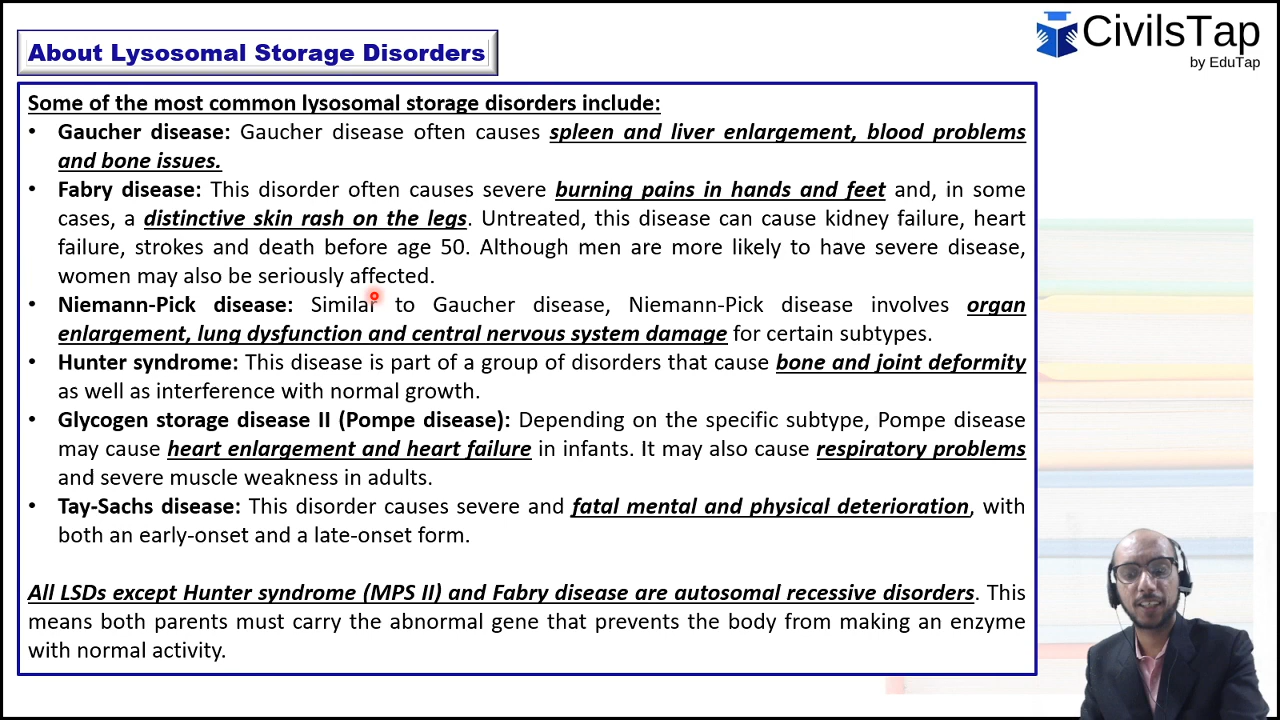 About Lysosomal Storage Disorders
CivilsTap
by EduTap
Some of the most common lysosomal storage disorders include:
• Gaucher disease: Gaucher disease often causes spleen and liver enlargement, blood problems
and bone issues.
• Fabry disease: This disorder often causes severe burning pains in hands and feet and, in some
cases, a distinctive skin rash on the legs. Untreated, this disease can cause kidney failure, heart
failure, strokes and death before age 50. Although men are more likely to have severe disease,
women may also be seriously affected.
• Niemann-Pick disease: Similar to Gaucher disease, Niemann-Pick disease involves organ
enlargement, lung dysfunction and central nervous system damage for certain subtypes.
• Hunter syndrome: This disease is part of a group of disorders that cause bone and joint deformity
as well as interference with normal growth.
• Glycogen storage disease II (Pompe disease): Depending on the specific subtype, Pompe disease
may cause heart enlargement and heart failure in infants. It may also cause respiratory problems
and severe muscle weakness in adults.
• Tay-Sachs disease: This disorder causes severe and fatal mental and physical deterioration, with
both an early-onset and a late-onset form.
All LSDs except Hunter syndrome (MPS II) and Fabry disease are autosomal recessive disorders. This
means both parents must carry the abnormal gene that prevents the body from making an enzyme
with normal activity.